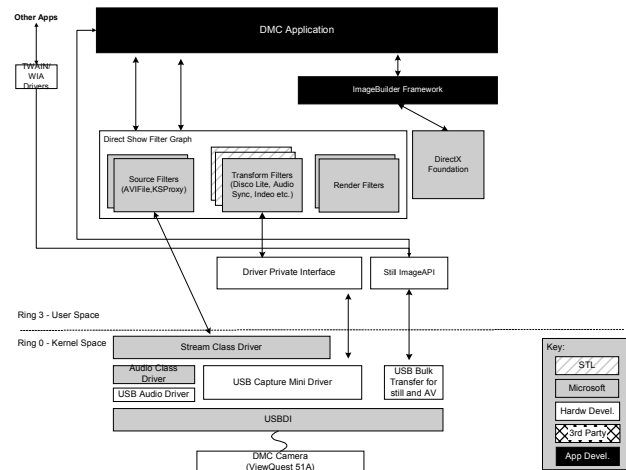 Other Apps
DMC Application
TWAIN/
WIA
Drivers
ImageBuilder Framework
Direct Show Filter Graph
Source Filters
(AVIFile,KSProxy)
Transform Filters
(Disco Lite, Audio
Sync, Indeo etc.)
Render Filters
DirectX
Foundation
Driver Private Interface
Still ImageAPI
Ring 3 - User Space
Ring 0 - Kernel Space
Stream Class Driver
Audio Class
Driver
USB Audio Driver
USB Capture Mini Driver
USB Bulk
Transfer for
still and AV
USBDI
DMC Camera
(ViewQuest 51A)
Key:
STL
Microsoft
Hardw Devel.
3rd Party
App Devel.